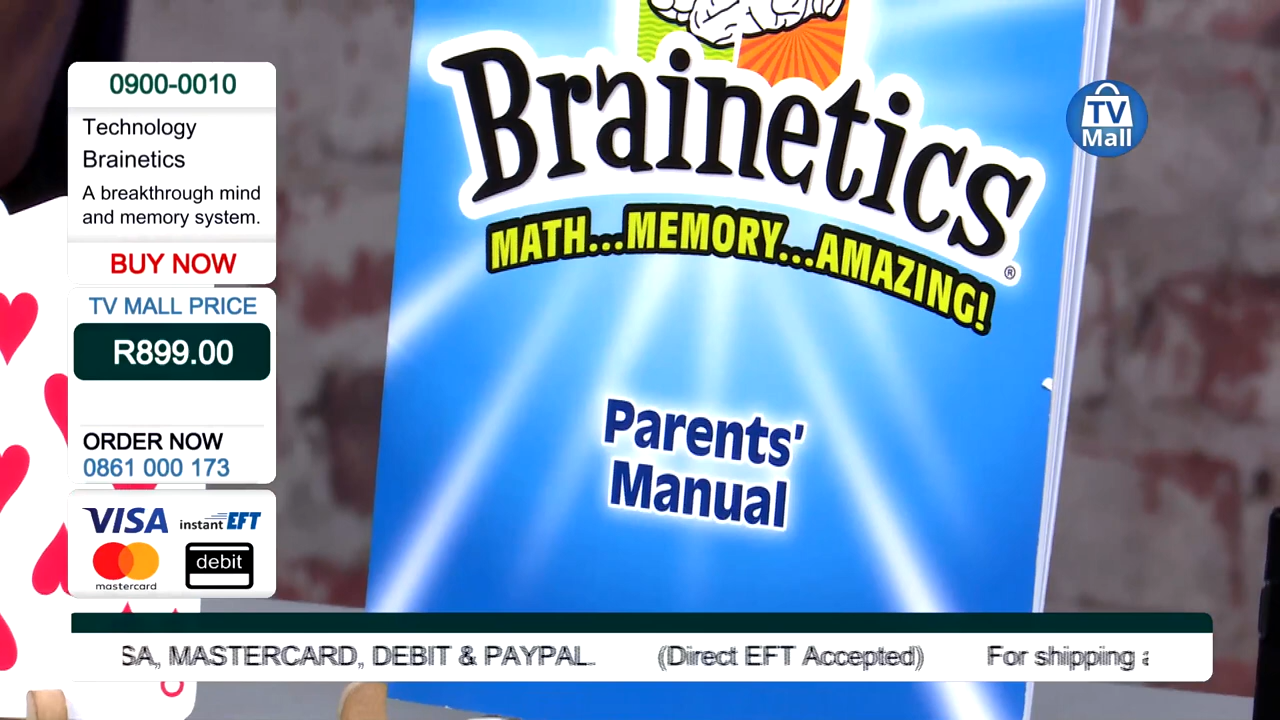 0900-0010
Technology
Brainetics
A breakthrough mind
and memory system.
BUY NOW
TV MALL PRICE
R899.00
ORDER NOW
0861 000 173
VISA
instant EFT
mastercard
debit
Brainetics
®
MATH...MEMORY...AMAZING!
Parents'
Manual
TV
Mall
MASTERCARD, DEBIT & PAYPAL. (Direct EFT Accepted) For shipping